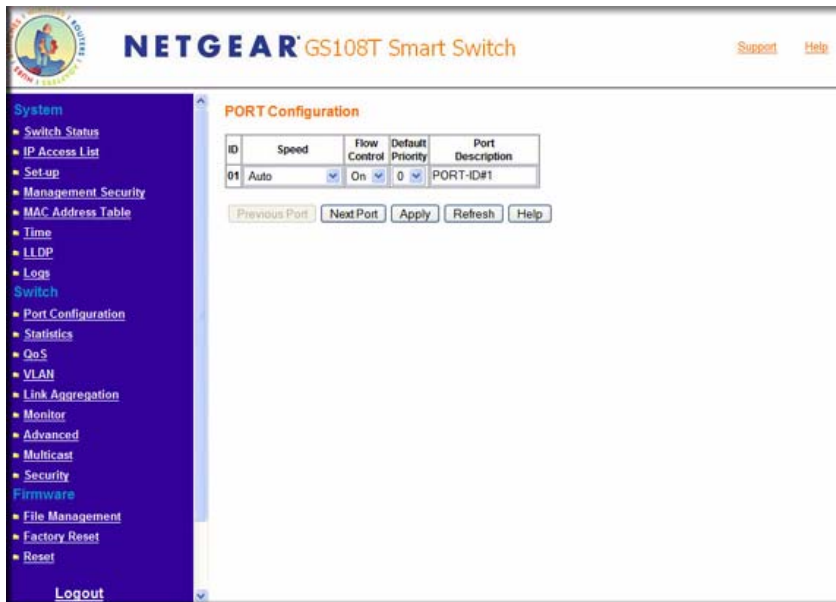 NETGEAR GS108T Smart Switch
Support Help
System
Switch Status
IP Access List
Set-up
Management Security
MAC Address Table
Time
LLDP
Logs
Switch
Port Configuration
Statistics
QoS
VLAN
Link Aggregation
Monitor
Advanced
Multicast
Security
Firmware
File Management
Factory Reset
Reset
Logout
PORT Configuration
ID Speed Flow Control Default Priority Port Description
01 Auto On 0 PORT-ID#1
Previous Port Next Port Apply Refresh Help